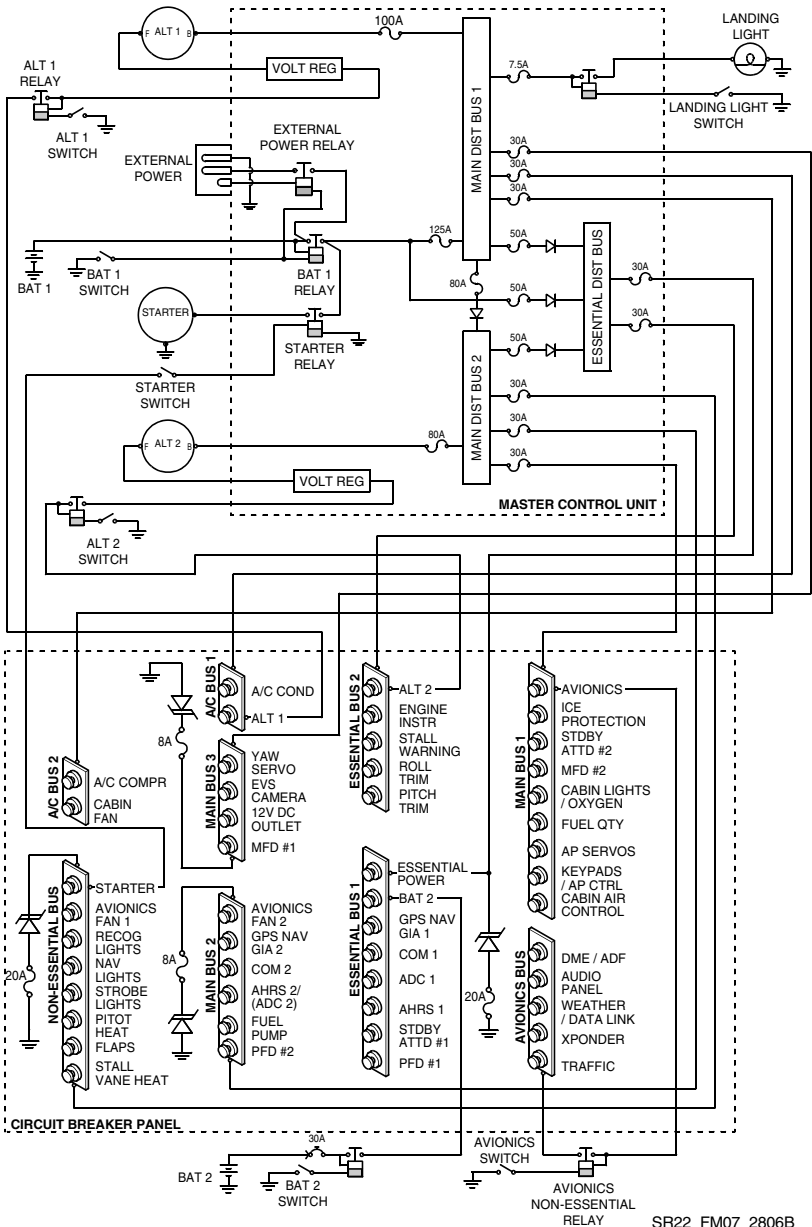 F ALT 1 B
100A
LANDING
LIGHT
7.5A
ALT 1
RELAY
VOLT REG
ALT 1
SWITCH
EXTERNAL
POWER RELAY
EXTERNAL
POWER
LANDING LIGHT
SWITCH
MAIN DIST BUS 1
30A
30A
30A
125A
50A
30A
BAT 1
BAT 1
SWITCH
BAT 1
RELAY
80A
50A
ESSENTIAL DIST BUS
30A
STARTER
STARTER
RELAY
50A
STARTER
SWITCH
MAIN DIST BUS 2
30A
30A
F ALT 2 B
80A
30A
VOLT REG
MASTER CONTROL UNIT
ALT 2
SWITCH
A/C BUS 1
A/C COND
ALT 1
8A
MAIN BUS 3
YAW
SERVO
EVS
CAMERA
12V DC
OUTLET
MFD #1
A/C BUS 2
A/C COMPR
CABIN
FAN
ESSENTIAL BUS 2
ALT 2
ENGINE
INSTR
STALL
WARNING
ROLL
TRIM
PITCH
TRIM
MAIN BUS 1
AVIONICS
ICE
PROTECTION
STDBY
ATTD #2
MFD #2
CABIN LIGHTS
/ OXYGEN
FUEL QTY
AP SERVOS
KEYPADS
/ AP CTRL
CABIN AIR
CONTROL
20A
NON-ESSENTIAL BUS
STARTER
AVIONICS
FAN 1
RECOG
LIGHTS
NAV
LIGHTS
STROBE
LIGHTS
PITOT
HEAT
FLAPS
STALL
VANE HEAT
8A
MAIN BUS 2
AVIONICS
FAN 2
GPS NAV
GIA 2
COM 2
AHRS 2/
(ADC 2)
FUEL
PUMP
PFD #2
ESSENTIAL BUS 1
ESSENTIAL
POWER
BAT 2
GPS NAV
GIA 1
COM 1
ADC 1
AHRS 1
STDBY
ATTD #1
PFD #1
20A
AVIONICS BUS
DME / ADF
AUDIO
PANEL
WEATHER
/ DATA LINK
XPONDER
TRAFFIC
CIRCUIT BREAKER PANEL
30A
BAT 2
BAT 2
SWITCH
AVIONICS
SWITCH
AVIONICS
NON-ESSENTIAL
RELAY
SR22_FM07_2806B